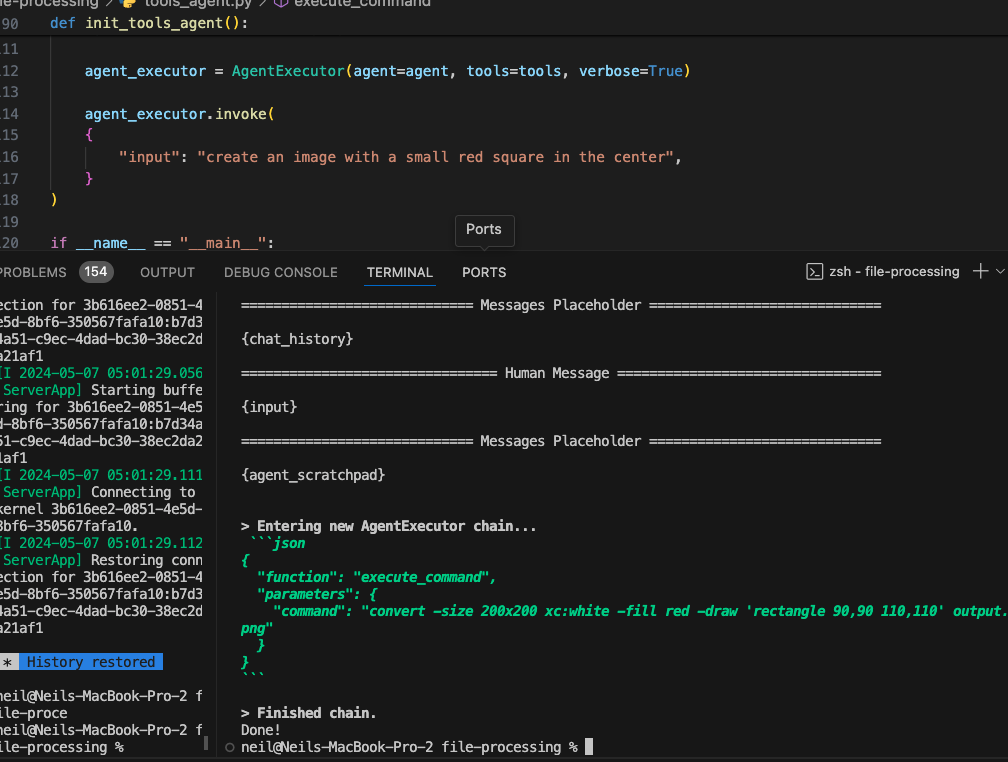 le-processing > tools_agent.py > execute_command
90 def init_tools_agent():
11
12 agent_executor = AgentExecutor(agent=agent, tools=tools, verbose=True)
13
14 agent_executor.invoke(
15 {
16 "input": "create an image with a small red square in the center",
17 }
18 )
19
20 if __name__ == "__main__":
Ports
PROBLEMS 154 OUTPUT DEBUG CONSOLE TERMINAL PORTS zsh - file-processing
ection for 3b616ee2-0851-4
e5d-8bf6-350567fafa10:b7d3
4a51-c9ec-4dad-bc30-38ec2d
a21af1
[I 2024-05-07 05:01:29.056
ServerApp] Starting buffe
ring for 3b616ee2-0851-4e5
d-8bf6-350567fafa10:b7d34a
51-c9ec-4dad-bc30-38ec2da2
1af1
[I 2024-05-07 05:01:29.111
ServerApp] Connecting to
kernel 3b616ee2-0851-4e5d-
8bf6-350567fafa10.
[I 2024-05-07 05:01:29.112
ServerApp] Restoring conn
ection for 3b616ee2-0851-4
e5d-8bf6-350567fafa10:b7d3
4a51-c9ec-4dad-bc30-38ec2d
a21af1
* History restored
neil@Neils-MacBook-Pro-2 f
ile-proce
neil@Neils-MacBook-Pro-2 f
ile-processing %
============================= Messages Placeholder =============================
{chat_history}
================================ Human Message =================================
{input}
============================= Messages Placeholder =============================
{agent_scratchpad}
> Entering new AgentExecutor chain...
```json
{
"function": "execute_command",
"parameters": {
"command": "convert -size 200x200 xc:white -fill red -draw 'rectangle 90,90 110,110' output.
png"
}
}
```
> Finished chain.
Done!
neil@Neils-MacBook-Pro-2 file-processing %